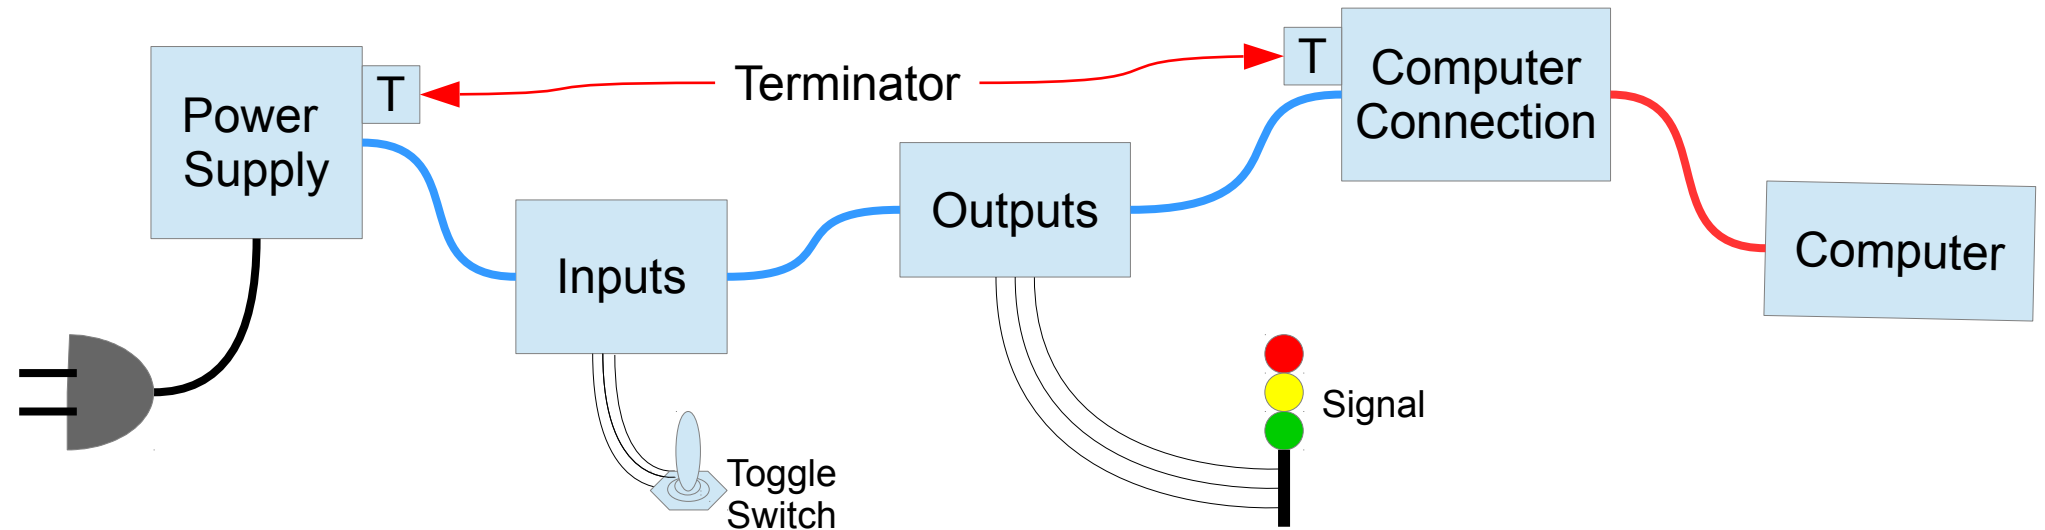 Power
Supply
T
Terminator
T
Computer
Connection
Inputs
Outputs
Computer
Toggle
Switch
Signal